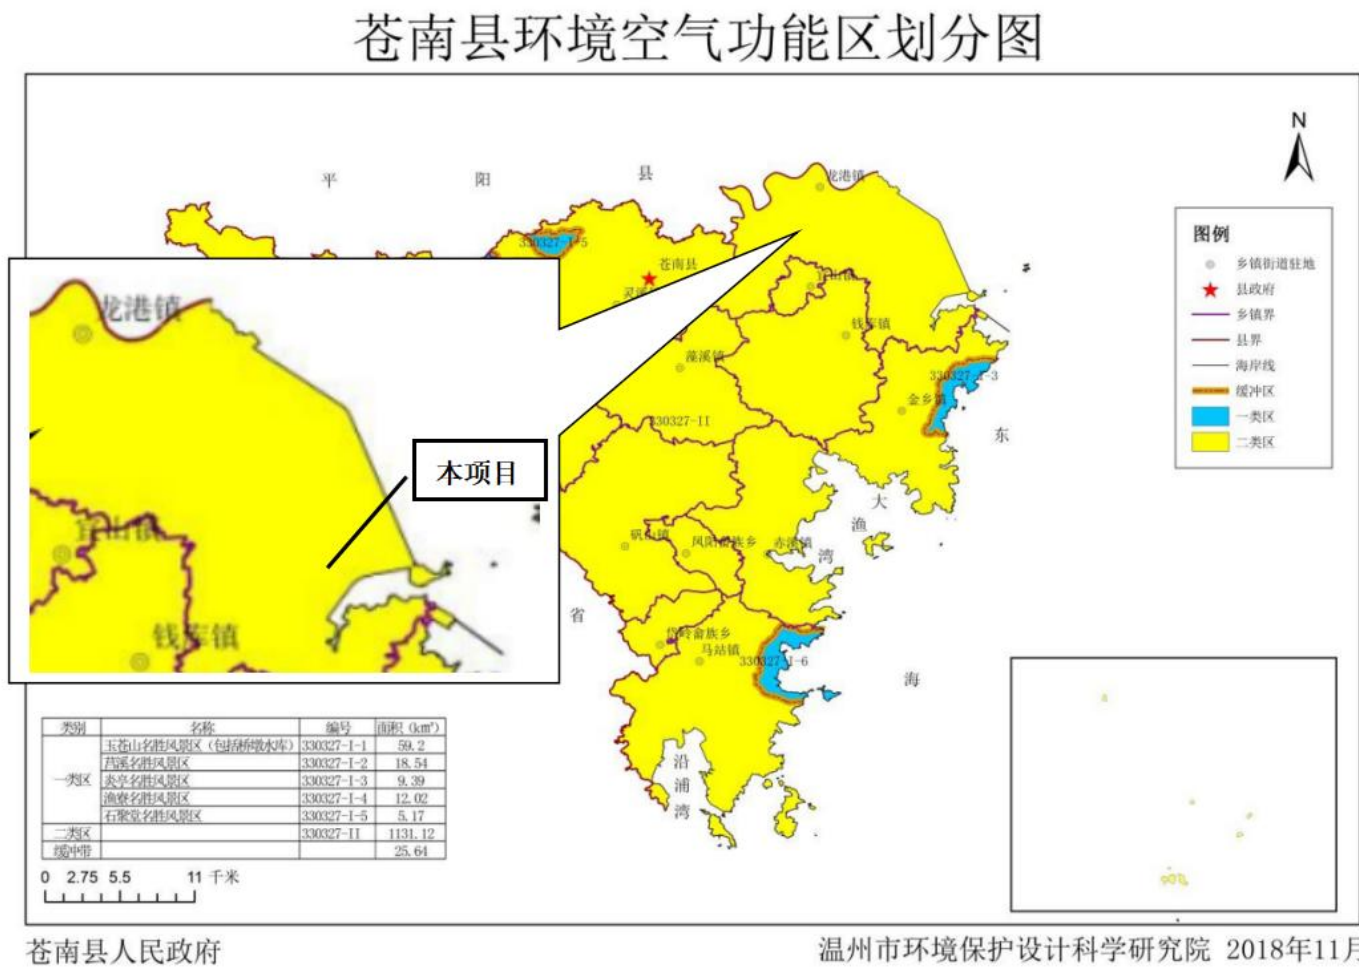 苍南县环境空气功能区划分图
N
平 阳 县
龙港镇
330327-I-5
苍南县
钱库镇
藻溪镇
330327-I-3
金乡镇
330327-II
东
大
渔
湾
矾山镇
凤阳畲族乡
赤溪镇
省
岱岭畲族乡
马站镇
330327-I-6
海
沿
浦
湾
图例
乡镇街道驻地
县政府
乡镇界
县界
海岸线
缓冲区
一类区
二类区
龙港镇
本项目
钱库镇
类别 名称 编号 面积（km²）
一类区 玉苍山名胜风景区（包括桥墩水库） 330327-I-1 59.2
莒溪名胜风景区 330327-I-2 18.54
炎亭名胜风景区 330327-I-3 9.39
渔寮名胜风景区 330327-I-4 12.02
石聚堂名胜风景区 330327-I-5 5.17
二类区 330327-II 1131.12
缓冲带 25.64
0 2.75 5.5 11 千米
苍南县人民政府
温州市环境保护设计科学研究院 2018年11月